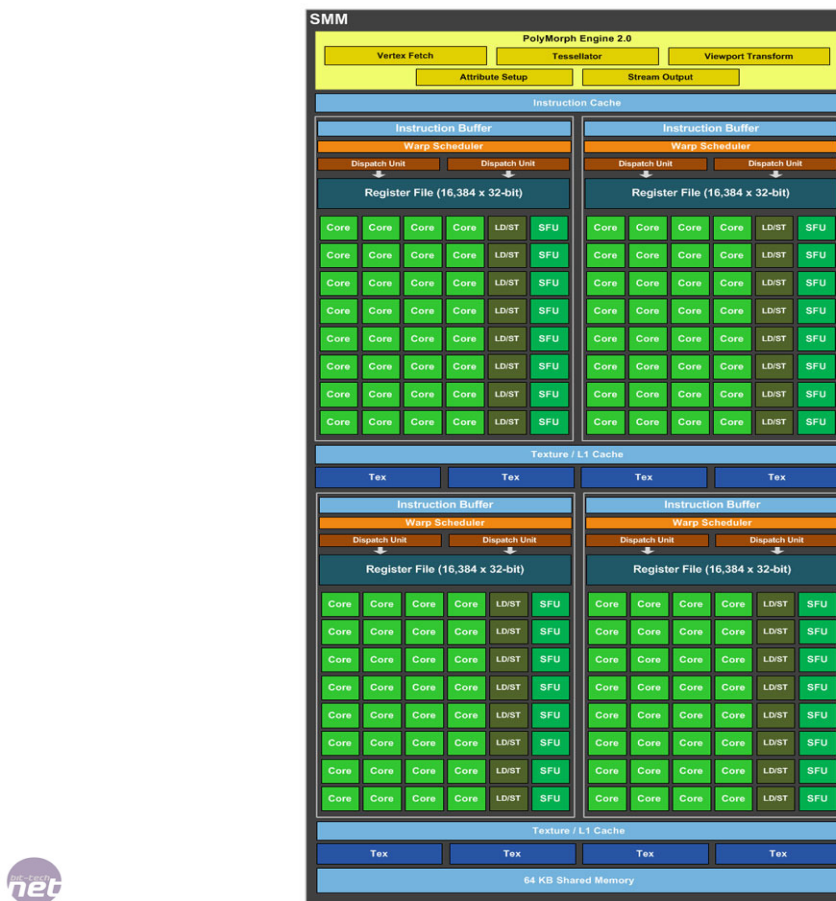 SMM
PolyMorph Engine 2.0
Vertex Fetch Tessellator Viewport Transform
Attribute Setup Stream Output
Instruction Cache
Instruction Buffer Instruction Buffer
Warp Scheduler Warp Scheduler
Dispatch Unit Dispatch Unit Dispatch Unit Dispatch Unit
Register File (16,384 x 32-bit) Register File (16,384 x 32-bit)
Core Core Core Core LD/ST SFU Core Core Core Core LD/ST SFU
Core Core Core Core LD/ST SFU Core Core Core Core LD/ST SFU
Core Core Core Core LD/ST SFU Core Core Core Core LD/ST SFU
Core Core Core Core LD/ST SFU Core Core Core Core LD/ST SFU
Core Core Core Core LD/ST SFU Core Core Core Core LD/ST SFU
Core Core Core Core LD/ST SFU Core Core Core Core LD/ST SFU
Core Core Core Core LD/ST SFU Core Core Core Core LD/ST SFU
Core Core Core Core LD/ST SFU Core Core Core Core LD/ST SFU
Texture / L1 Cache
Tex Tex Tex Tex
Instruction Buffer Instruction Buffer
Warp Scheduler Warp Scheduler
Dispatch Unit Dispatch Unit Dispatch Unit Dispatch Unit
Register File (16,384 x 32-bit) Register File (16,384 x 32-bit)
Core Core Core Core LD/ST SFU Core Core Core Core LD/ST SFU
Core Core Core Core LD/ST SFU Core Core Core Core LD/ST SFU
Core Core Core Core LD/ST SFU Core Core Core Core LD/ST SFU
Core Core Core Core LD/ST SFU Core Core Core Core LD/ST SFU
Core Core Core Core LD/ST SFU Core Core Core Core LD/ST SFU
Core Core Core Core LD/ST SFU Core Core Core Core LD/ST SFU
Core Core Core Core LD/ST SFU Core Core Core Core LD/ST SFU
Core Core Core Core LD/ST SFU Core Core Core Core LD/ST SFU
Texture / L1 Cache
Tex Tex Tex Tex
64 KB Shared Memory
bit-tech
net